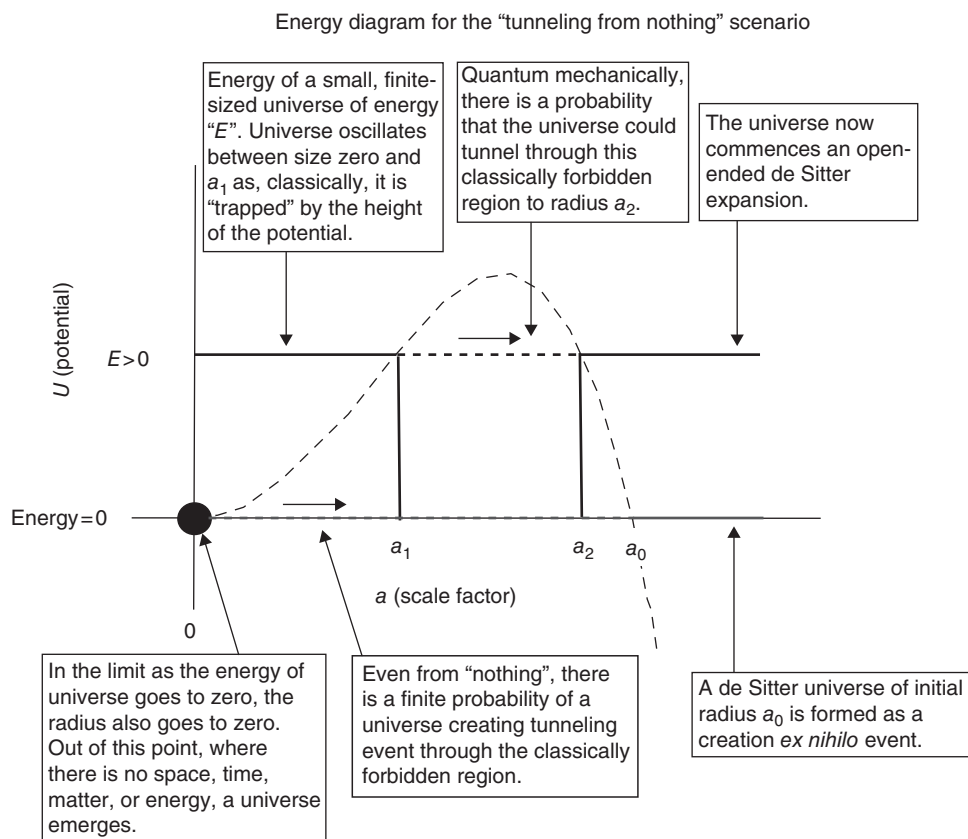 Energy diagram for the “tunneling from nothing” scenario
Energy of a small, finite-
sized universe of energy
“E”. Universe oscillates
between size zero and
a1 as, classically, it is
“trapped” by the height
of the potential.
Quantum mechanically,
there is a probability
that the universe could
tunnel through this
classically forbidden
region to radius a2.
The universe now
commences an open-
ended de Sitter
expansion.
U (potential)
E>0
Energy=0
a1
a2
a0
a (scale factor)
0
In the limit as the energy of
universe goes to zero, the
radius also goes to zero.
Out of this point, where
there is no space, time,
matter, or energy, a universe
emerges.
Even from “nothing”, there
is a finite probability of
a universe creating tunneling
event through the classically
forbidden region.
A de Sitter universe of initial
radius a0 is formed as a
creation ex nihilo event.